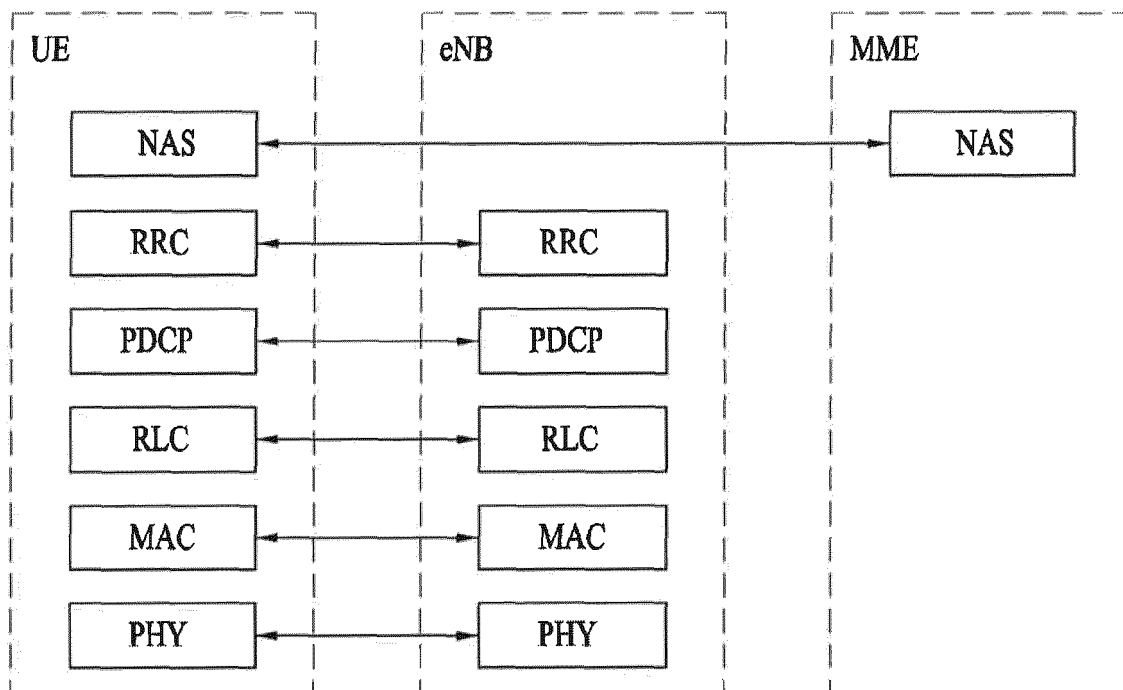 UE eNB MME
NAS NAS
RRC RRC
PDCP PDCP
RLC RLC
MAC MAC
PHY PHY